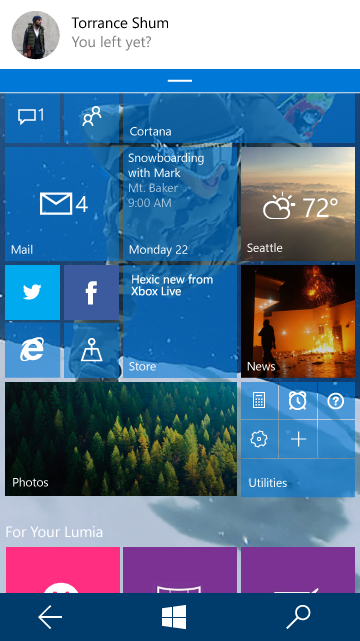 Torrance Shum
You left yet?
1
Cortana
Snowboarding
with Mark
Mt. Baker
9:00 AM
4
72°
Mail
Monday 22
Seattle
Hexic new from
Xbox Live
Store
News
Photos
Utilities
For Your Lumia